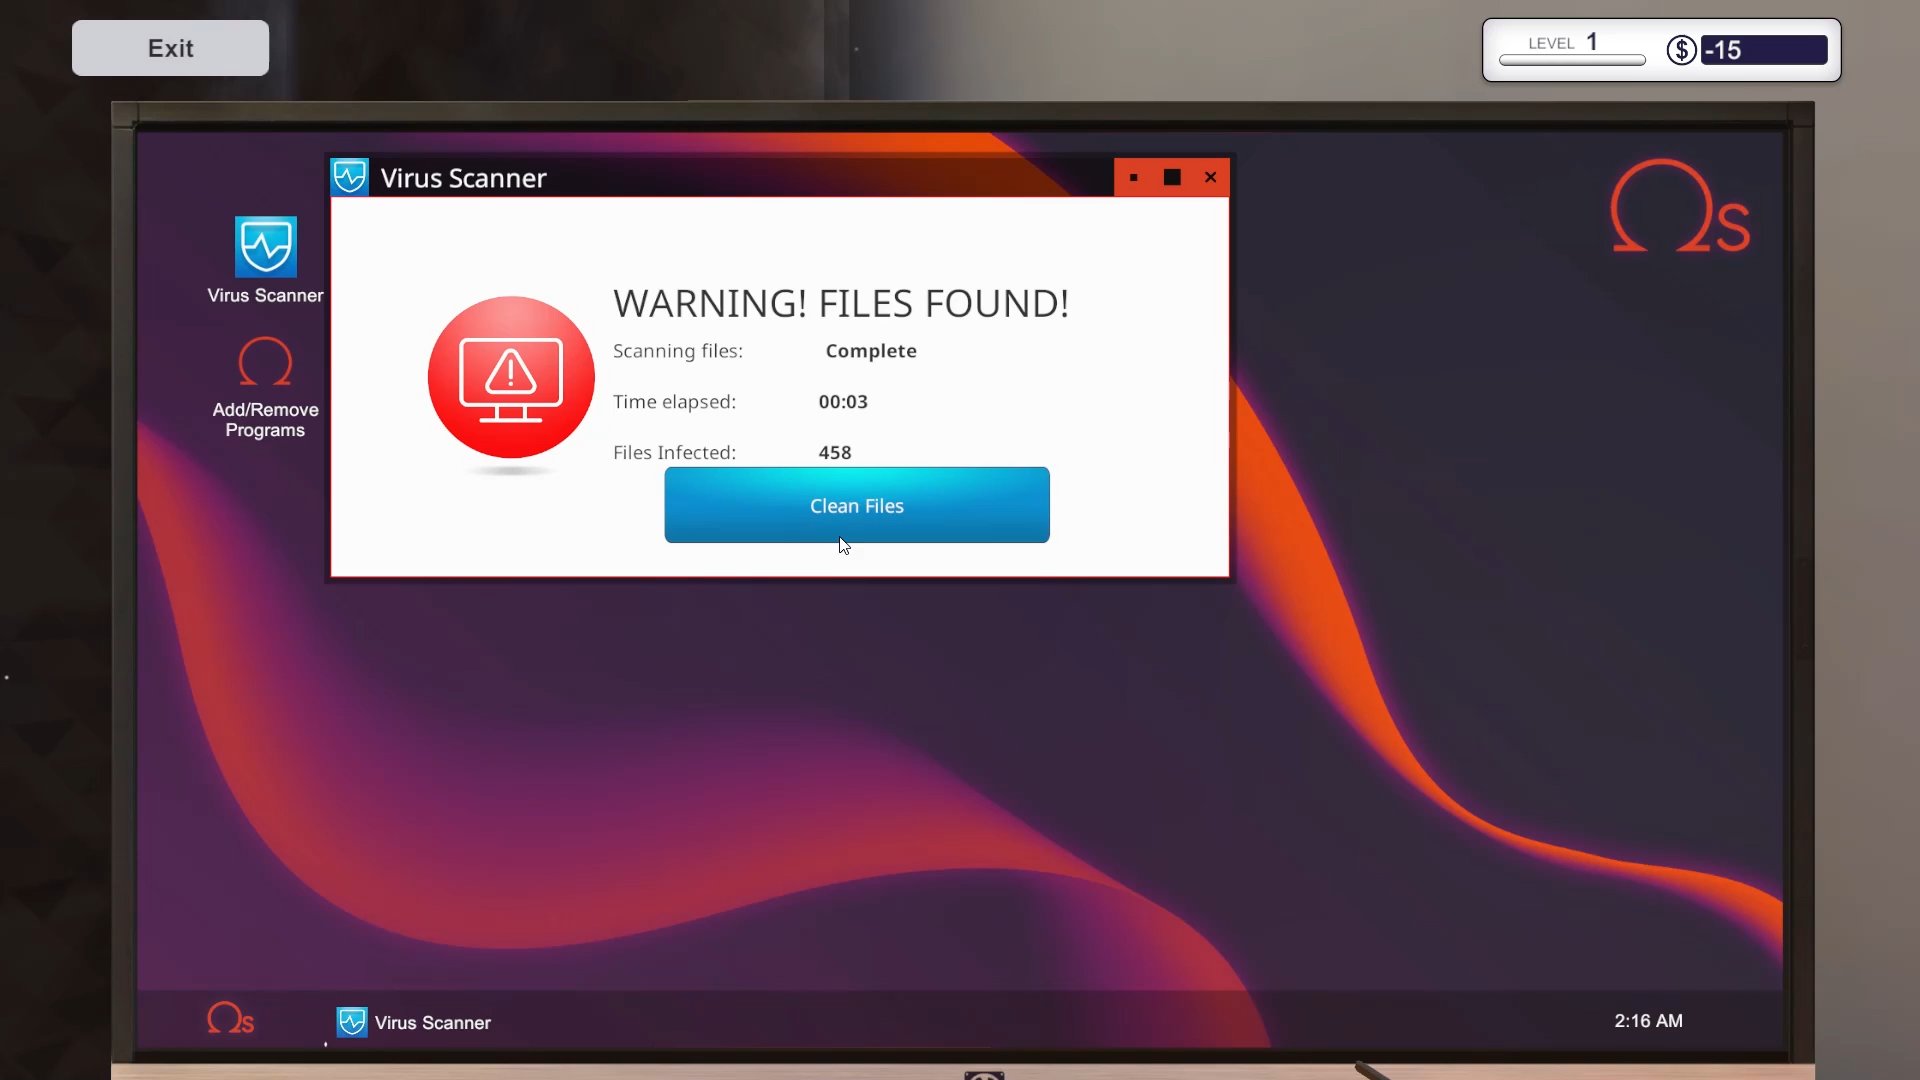 Exit
LEVEL 1
$ -15
Virus Scanner
Ωs
Virus Scanner
WARNING! FILES FOUND!
Scanning files: Complete
Add/Remove
Programs
Time elapsed: 00:03
Files Infected: 458
Clean Files
Ωs
Virus Scanner
2:16 AM